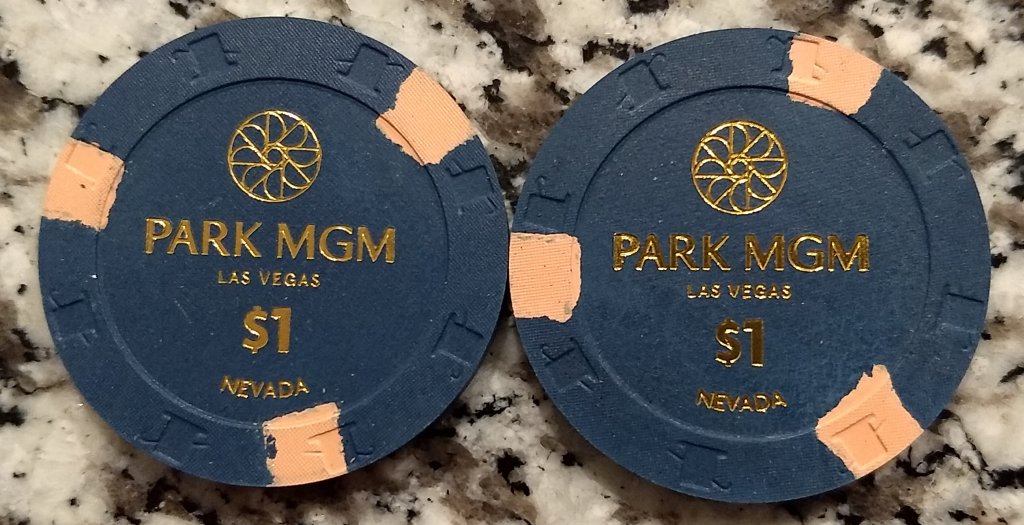 PARK MGM
LAS VEGAS
$1
NEVADA
PARK MGM
LAS VEGAS
$1
NEVADA